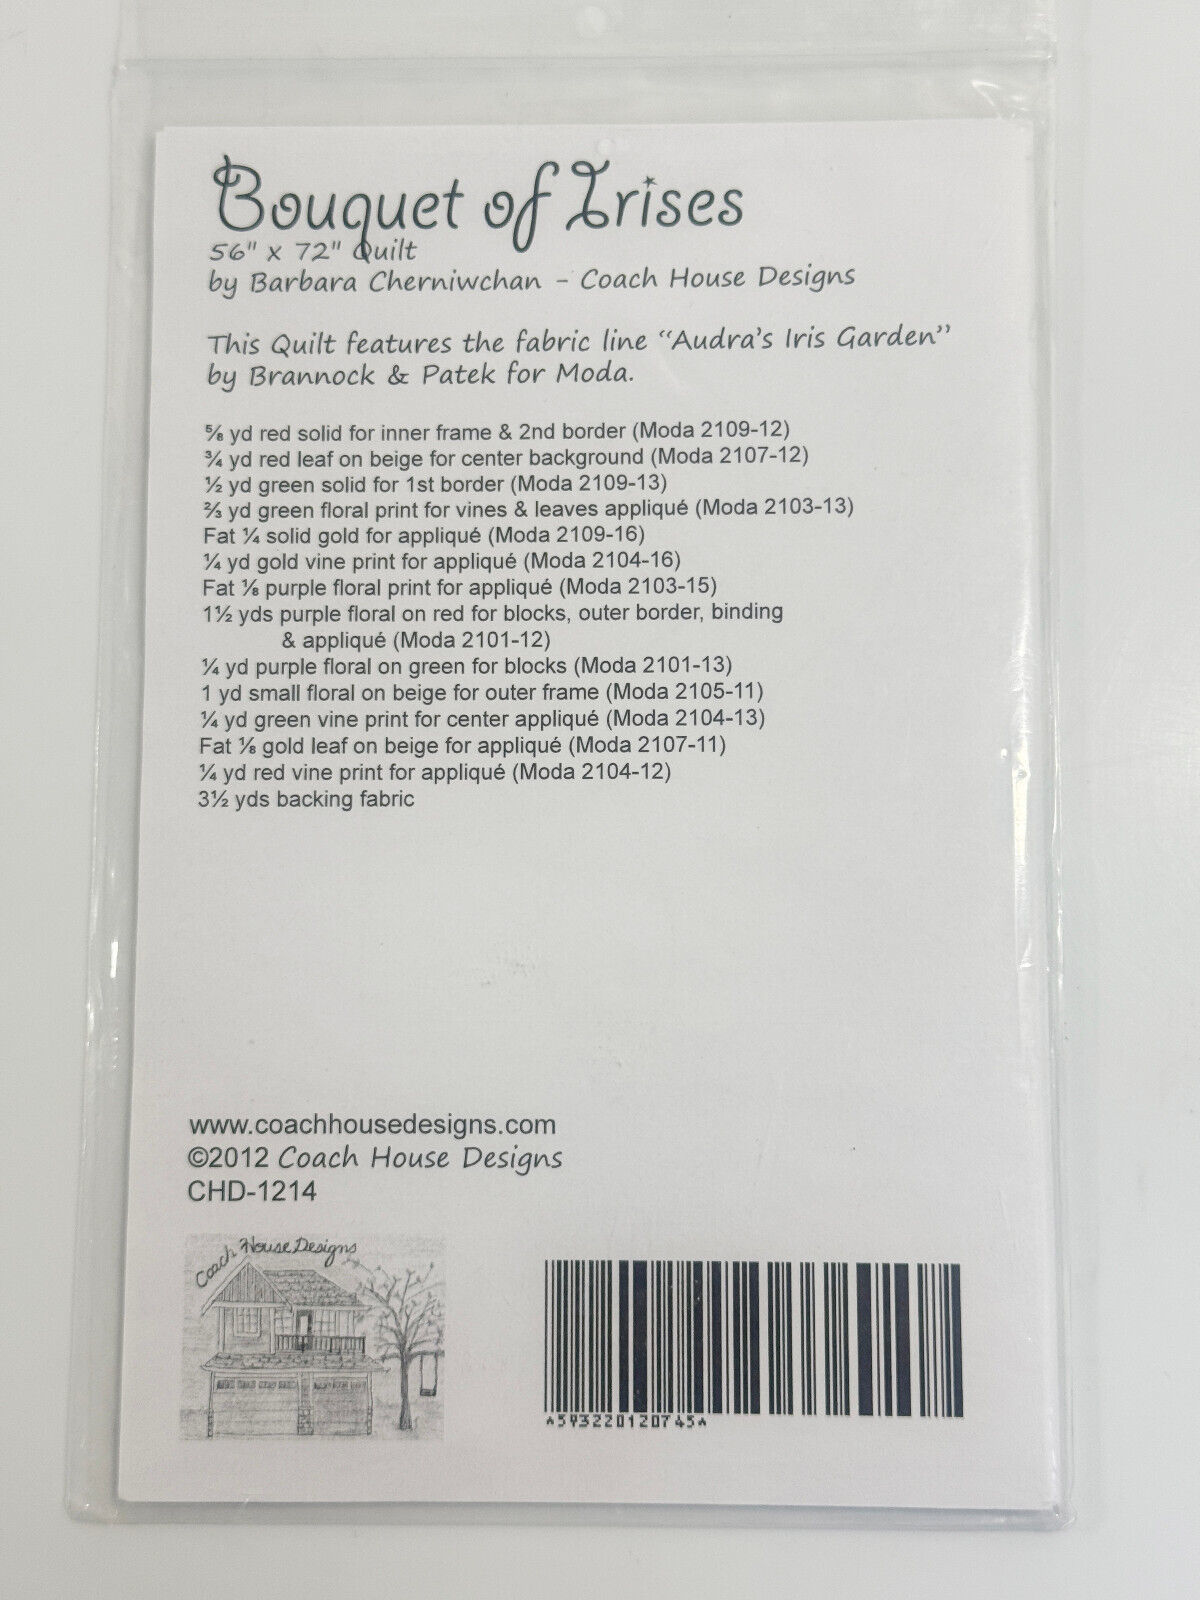 Bouquet of Irises
56" x 72" Quilt
by Barbara Cherniwchan - Coach House Designs
This Quilt features the fabric line “Audra’s Iris Garden”
by Brannock & Patek for Moda.
⅝ yd red solid for inner frame & 2nd border (Moda 2109-12)
¾ yd red leaf on beige for center background (Moda 2107-12)
½ yd green solid for 1st border (Moda 2109-13)
⅔ yd green floral print for vines & leaves appliqué (Moda 2103-13)
Fat ¼ solid gold for appliqué (Moda 2109-16)
¼ yd gold vine print for appliqué (Moda 2104-16)
Fat ⅛ purple floral print for appliqué (Moda 2103-15)
1½ yds purple floral on red for blocks, outer border, binding
& appliqué (Moda 2101-12)
¼ yd purple floral on green for blocks (Moda 2101-13)
1 yd small floral on beige for outer frame (Moda 2105-11)
¼ yd green vine print for center appliqué (Moda 2104-13)
Fat ⅛ gold leaf on beige for appliqué (Moda 2107-11)
¼ yd red vine print for appliqué (Moda 2104-12)
3½ yds backing fabric
www.coachhousedesigns.com
©2012 Coach House Designs
CHD-1214
Coach House Designs
*593220120745*